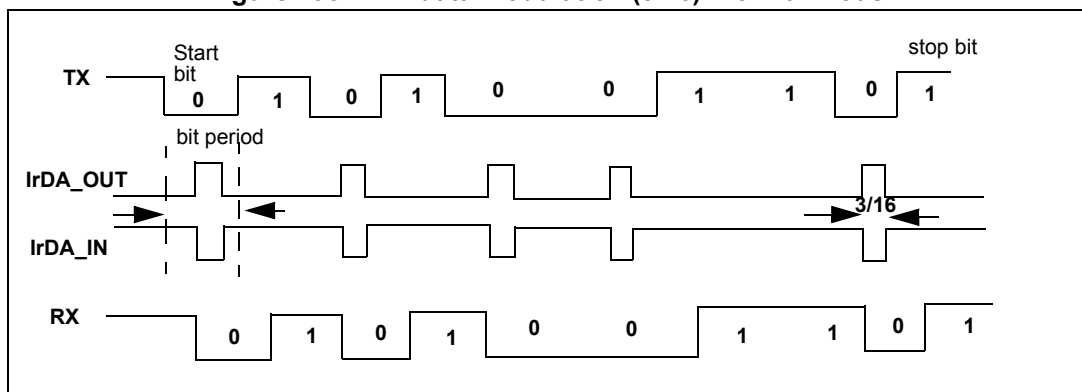 Start
bit
stop bit
TX
0 1 0 1 0 0 1 1 0 1
bit period
IrDA_OUT
3/16
IrDA_IN
RX
0 1 0 1 0 0 1 1 0 1